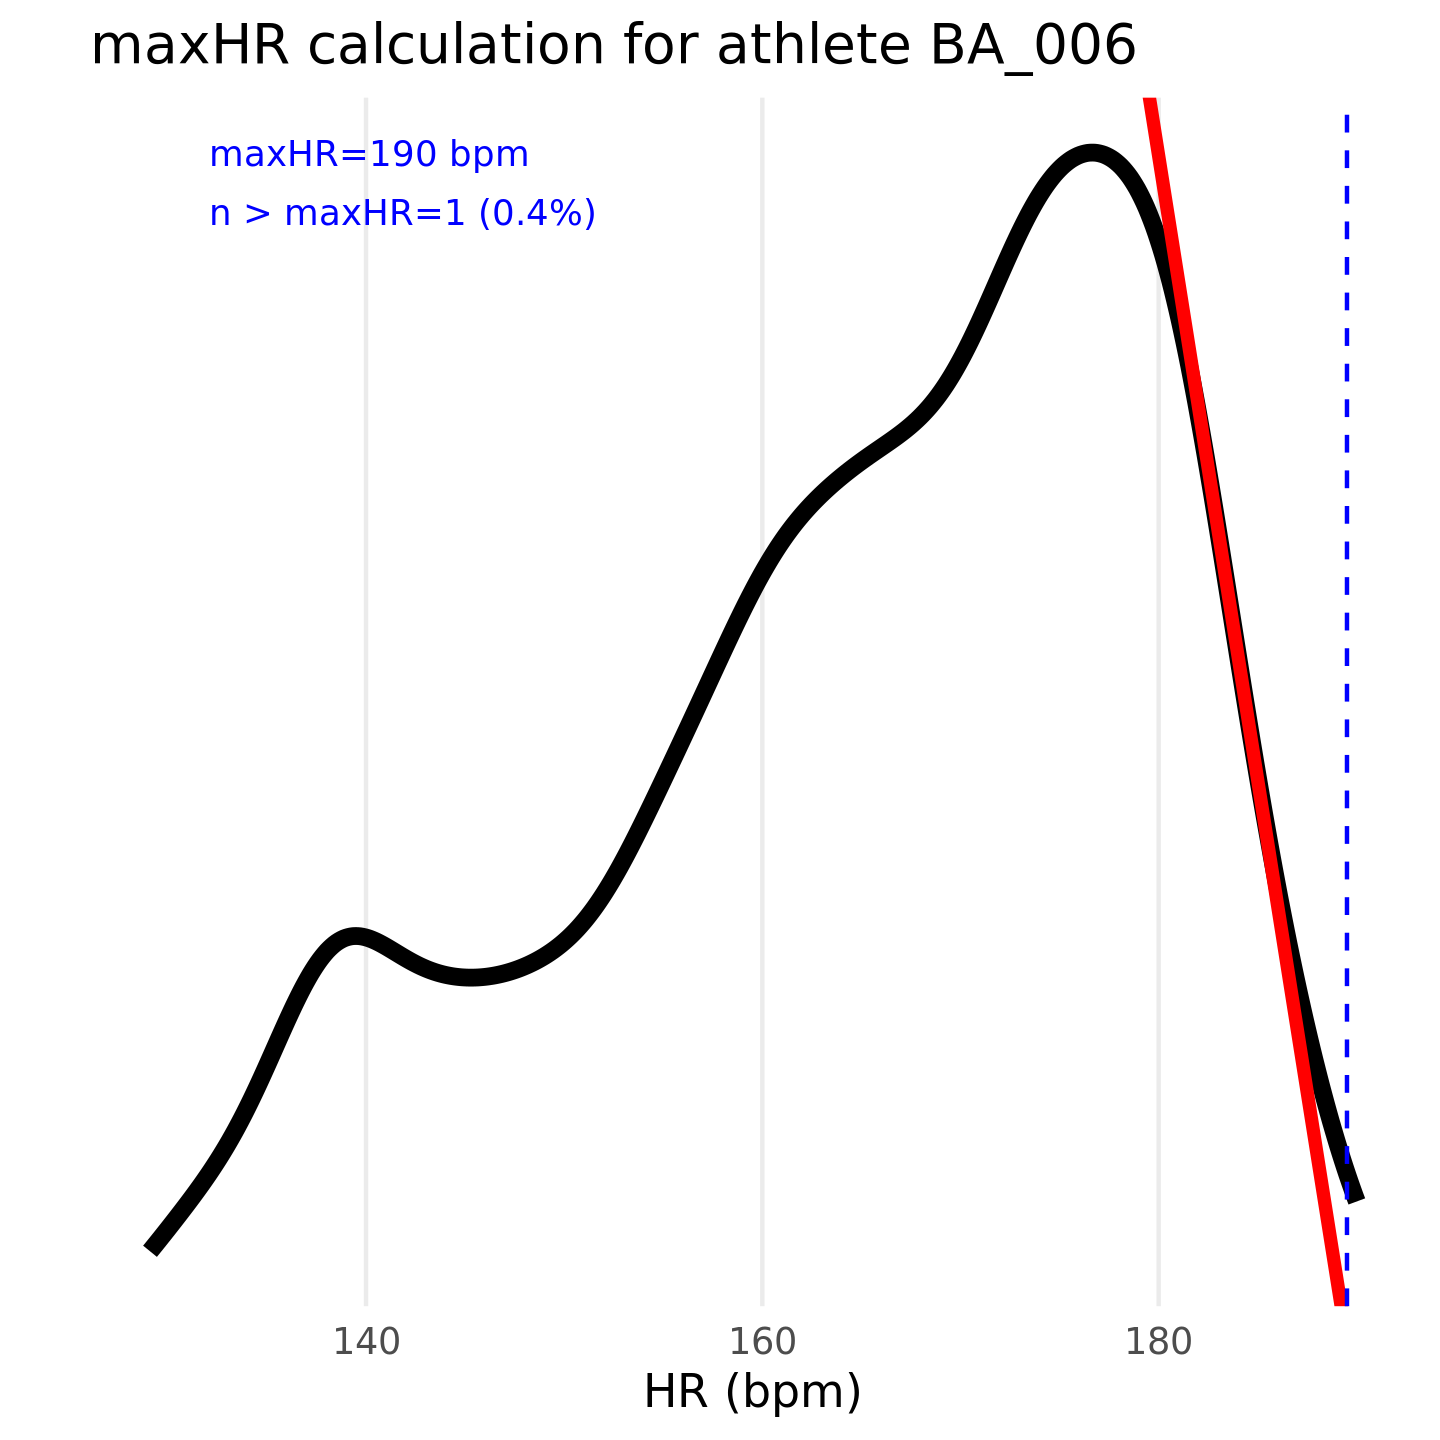 maxHR calculation for athlete BA_006
maxHR=190 bpm
n > maxHR=1 (0.4%)
140 160 180
HR (bpm)